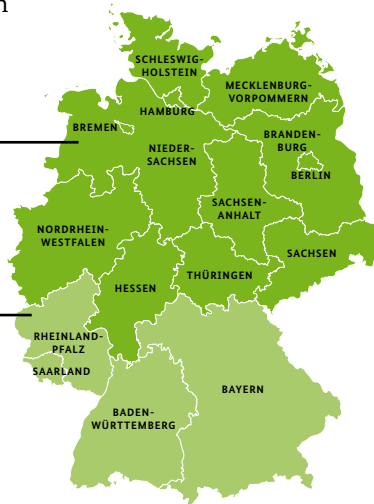 n
SCHLESWIG-
HOLSTEIN
MECKLENBURG-
VORPOMMERN
HAMBURG
BREMEN
BRANDEN-
BURG
NIEDER-
SACHSEN
BERLIN
SACHSEN-
ANHALT
NORDRHEIN-
WESTFALEN
SACHSEN
THÜRINGEN
HESSEN
RHEINLAND-
PFALZ
SAARLAND
BAYERN
BADEN-
WÜRTTEMBERG